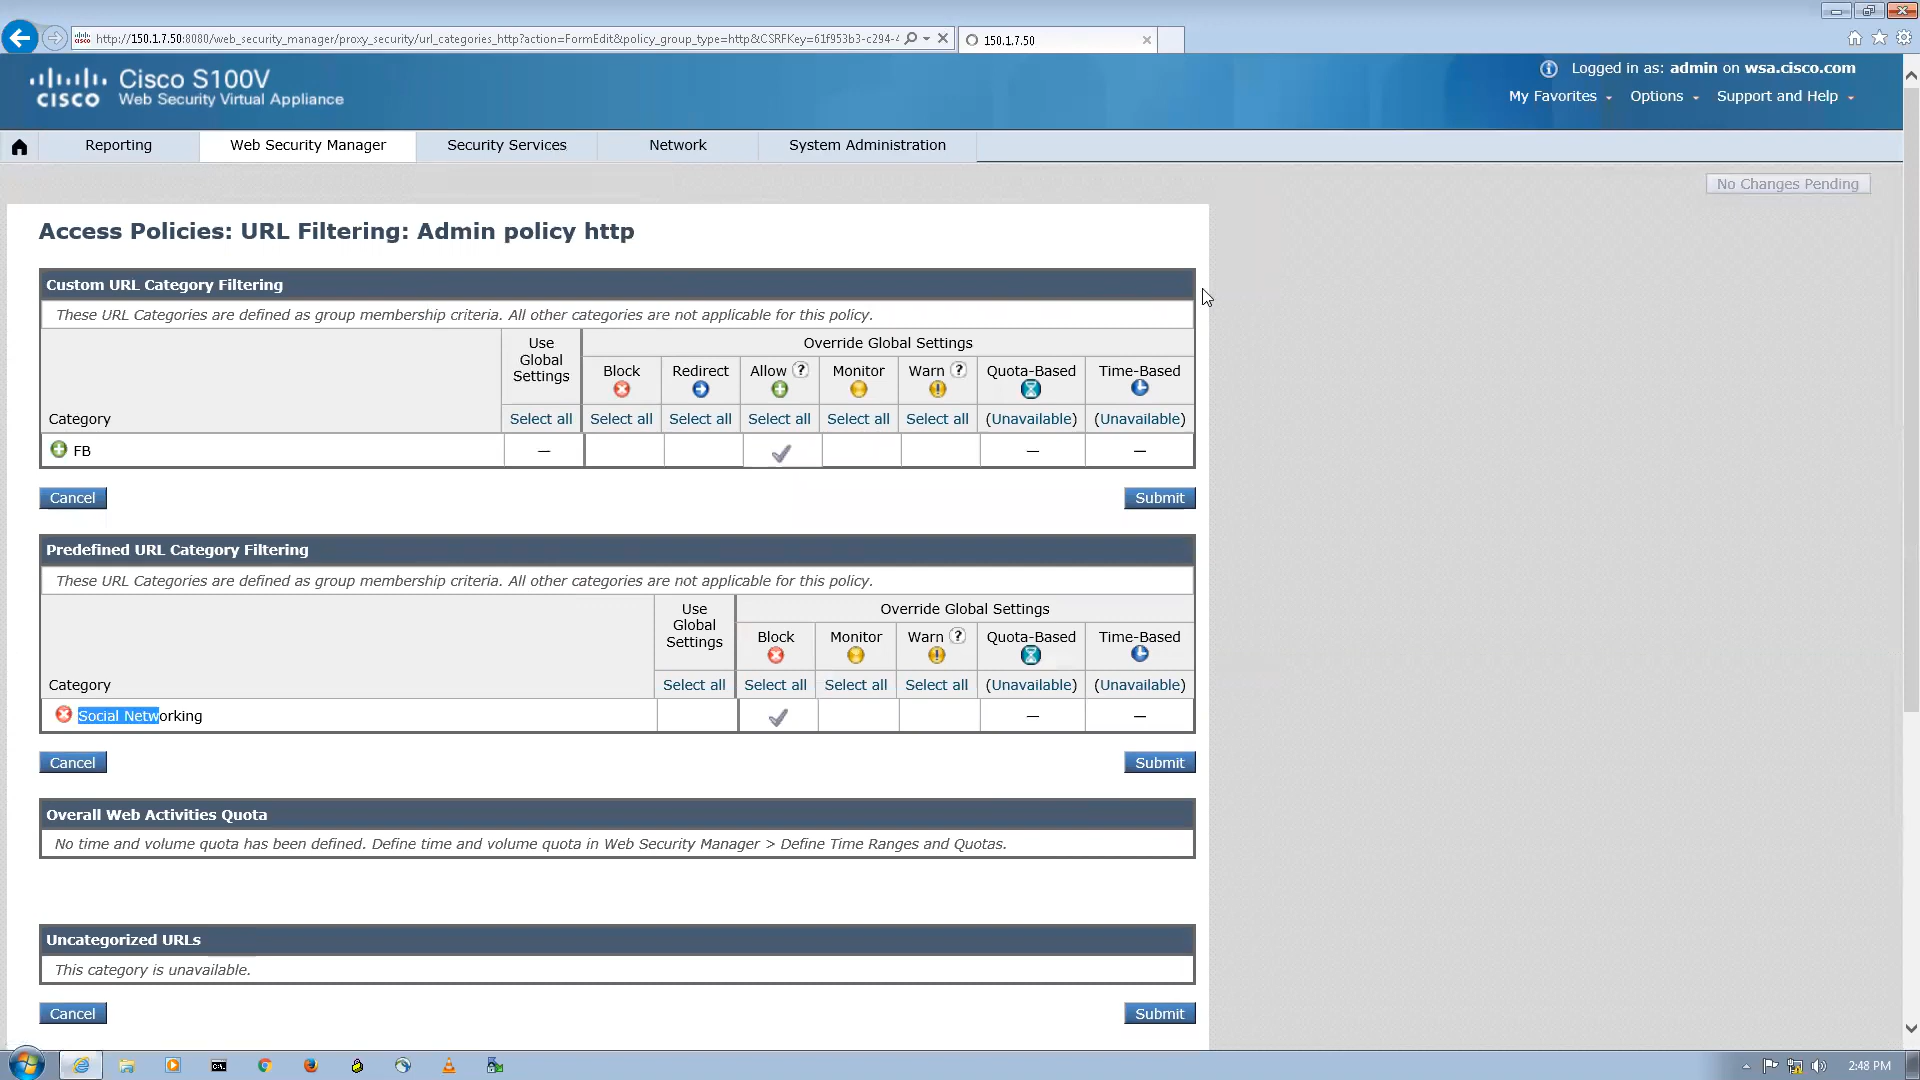 http://150.1.7.50:8080/web_security_manager/proxy_security/url_categories_http?action=FormEdit&policy_group_type=http&CSRFKey=61f953b3-c294-
150.1.7.50
CISCO
Cisco S100V
Web Security Virtual Appliance
Logged in as: admin on wsa.cisco.com
My Favorites Options Support and Help
Reporting Web Security Manager Security Services Network System Administration
No Changes Pending
Access Policies: URL Filtering: Admin policy http
Custom URL Category Filtering
These URL Categories are defined as group membership criteria. All other categories are not applicable for this policy.
Use Global Settings
Override Global Settings
Block Redirect Allow ? Monitor Warn ? Quota-Based Time-Based
Category Select all Select all Select all Select all Select all Select all (Unavailable) (Unavailable)
FB — — —
Cancel Submit
Predefined URL Category Filtering
These URL Categories are defined as group membership criteria. All other categories are not applicable for this policy.
Use Global Settings
Override Global Settings
Block Monitor Warn ? Quota-Based Time-Based
Category Select all Select all Select all Select all (Unavailable) (Unavailable)
Social Networking — —
Cancel Submit
Overall Web Activities Quota
No time and volume quota has been defined. Define time and volume quota in Web Security Manager > Define Time Ranges and Quotas.
Uncategorized URLs
This category is unavailable.
Cancel Submit
2:48 PM